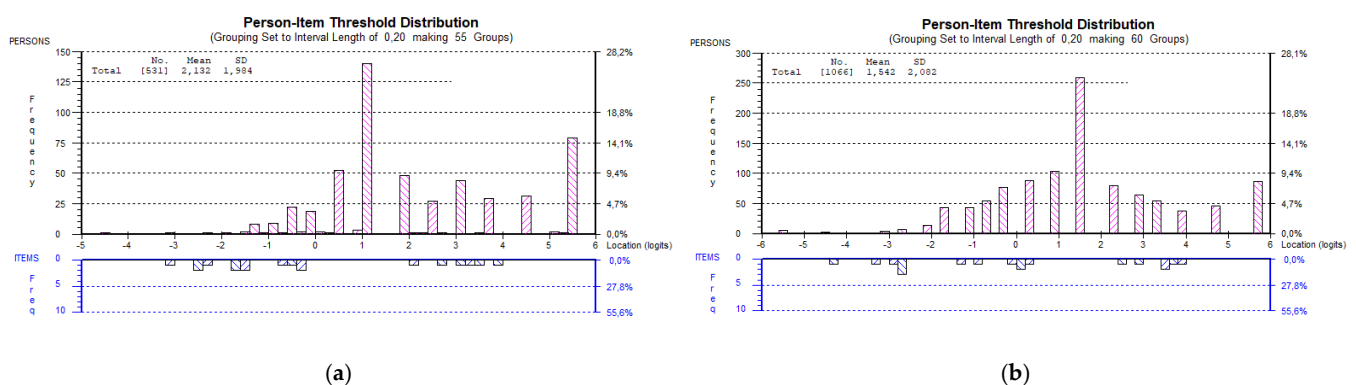 Person-Item Threshold Distribution
(Grouping Set to Interval Length of 0,20 making 55 Groups)
PERSONS
No. Mean SD
Total [531] 2,132 1,984
Frequency
150
125
100
75
50
25
0
28,2%
18,8%
14,1%
9,4%
4,7%
0,0%
-5 -4 -3 -2 -1 0 1 2 3 4 5 6 Location (logits)
ITEMS
Freq
0
5
10
0,0%
27,8%
55,6%
(a)
Person-Item Threshold Distribution
(Grouping Set to Interval Length of 0,20 making 60 Groups)
PERSONS
No. Mean SD
Total [1066] 1,542 2,082
Frequency
300
250
200
150
100
50
0
28,1%
18,8%
14,1%
9,4%
4,7%
0,0%
-6 -5 -4 -3 -2 -1 0 1 2 3 4 5 6 Location (logits)
ITEMS
Freq
0
5
10
0,0%
27,8%
55,6%
(b)